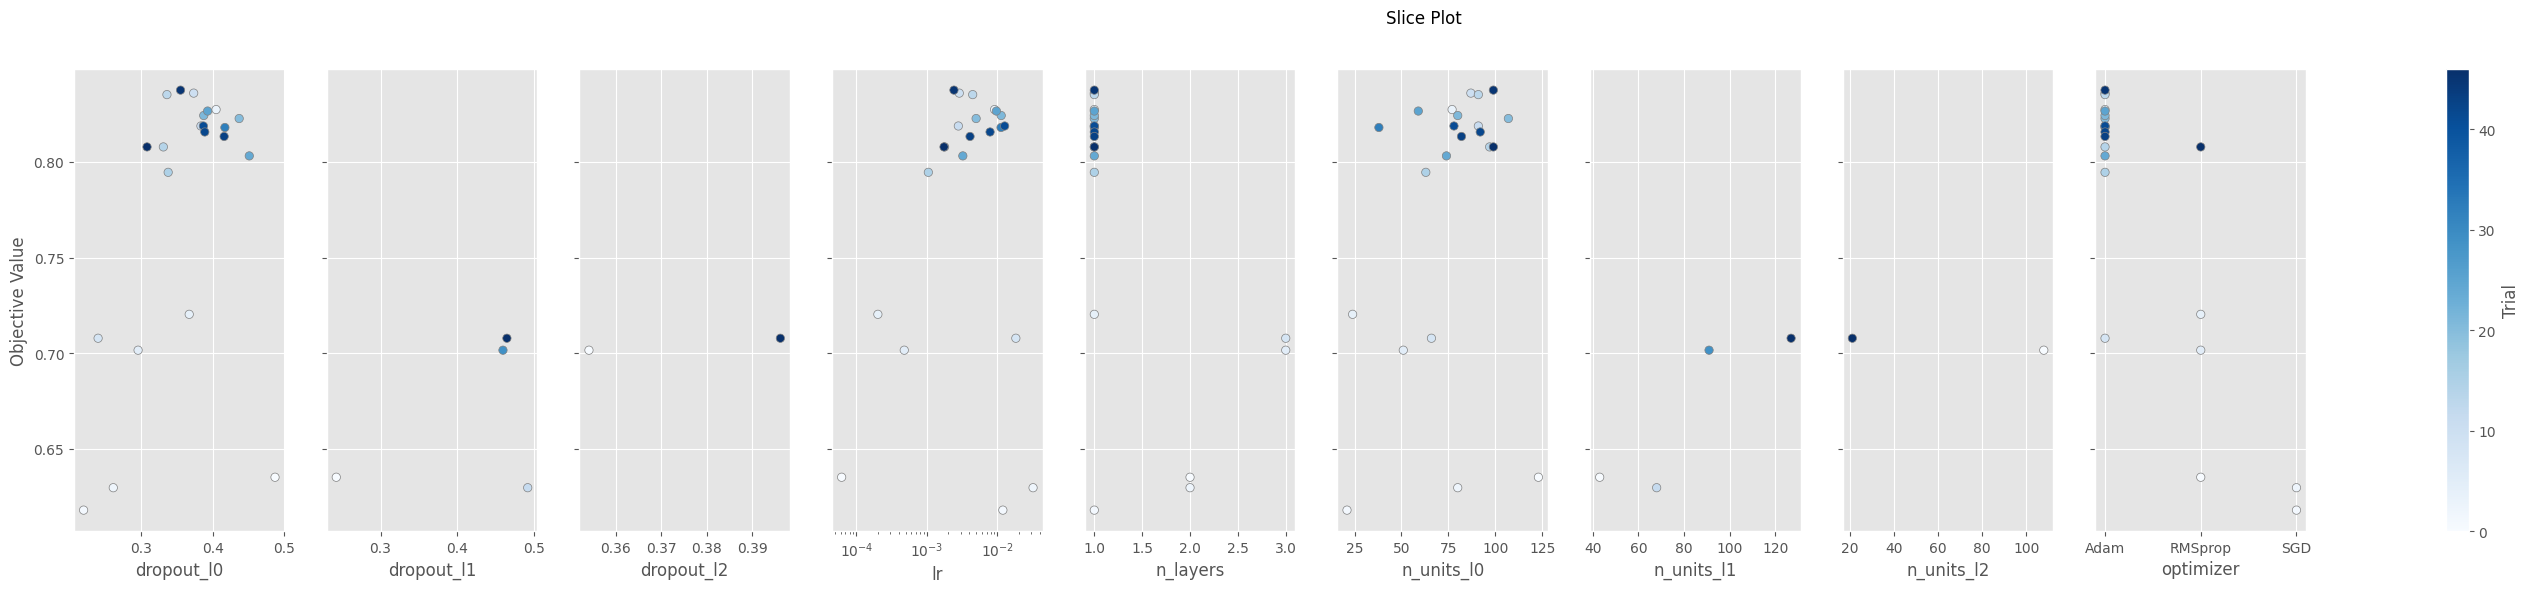 Slice Plot
Objective Value
0.80
0.75
0.70
0.65
0.3 0.4 0.5
dropout_l0
0.3 0.4 0.5
dropout_l1
0.36 0.37 0.38 0.39
dropout_l2
10⁻⁴ 10⁻³ 10⁻²
lr
1.0 1.5 2.0 2.5 3.0
n_layers
25 50 75 100 125
n_units_l0
40 60 80 100 120
n_units_l1
20 40 60 80 100
n_units_l2
Adam RMSprop SGD
optimizer
40
30
20
10
0
Trial